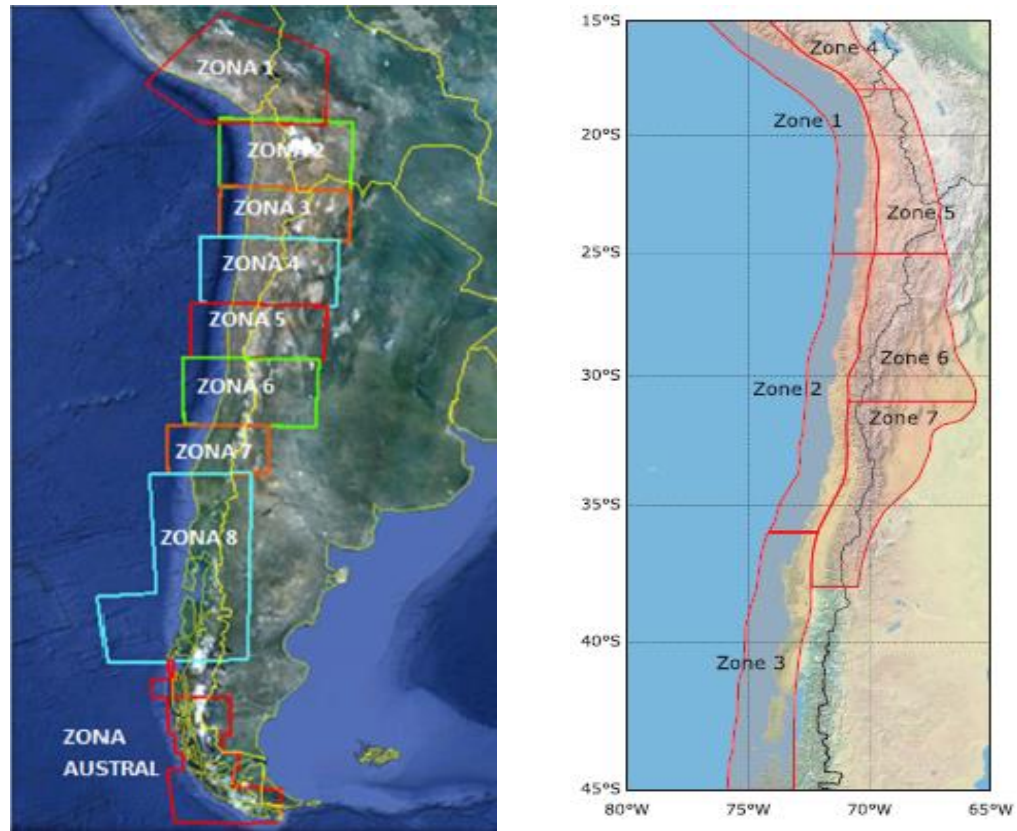 ZONA 1
ZONA 2
ZONA 3
ZONA 4
ZONA 5
ZONA 6
ZONA 7
ZONA 8
ZONA
AUSTRAL
15°S
20°S
25°S
30°S
35°S
40°S
45°S
80°W
75°W
70°W
65°W
Zone 4
Zone 1
Zone 5
Zone 6
Zone 2
Zone 7
Zone 3